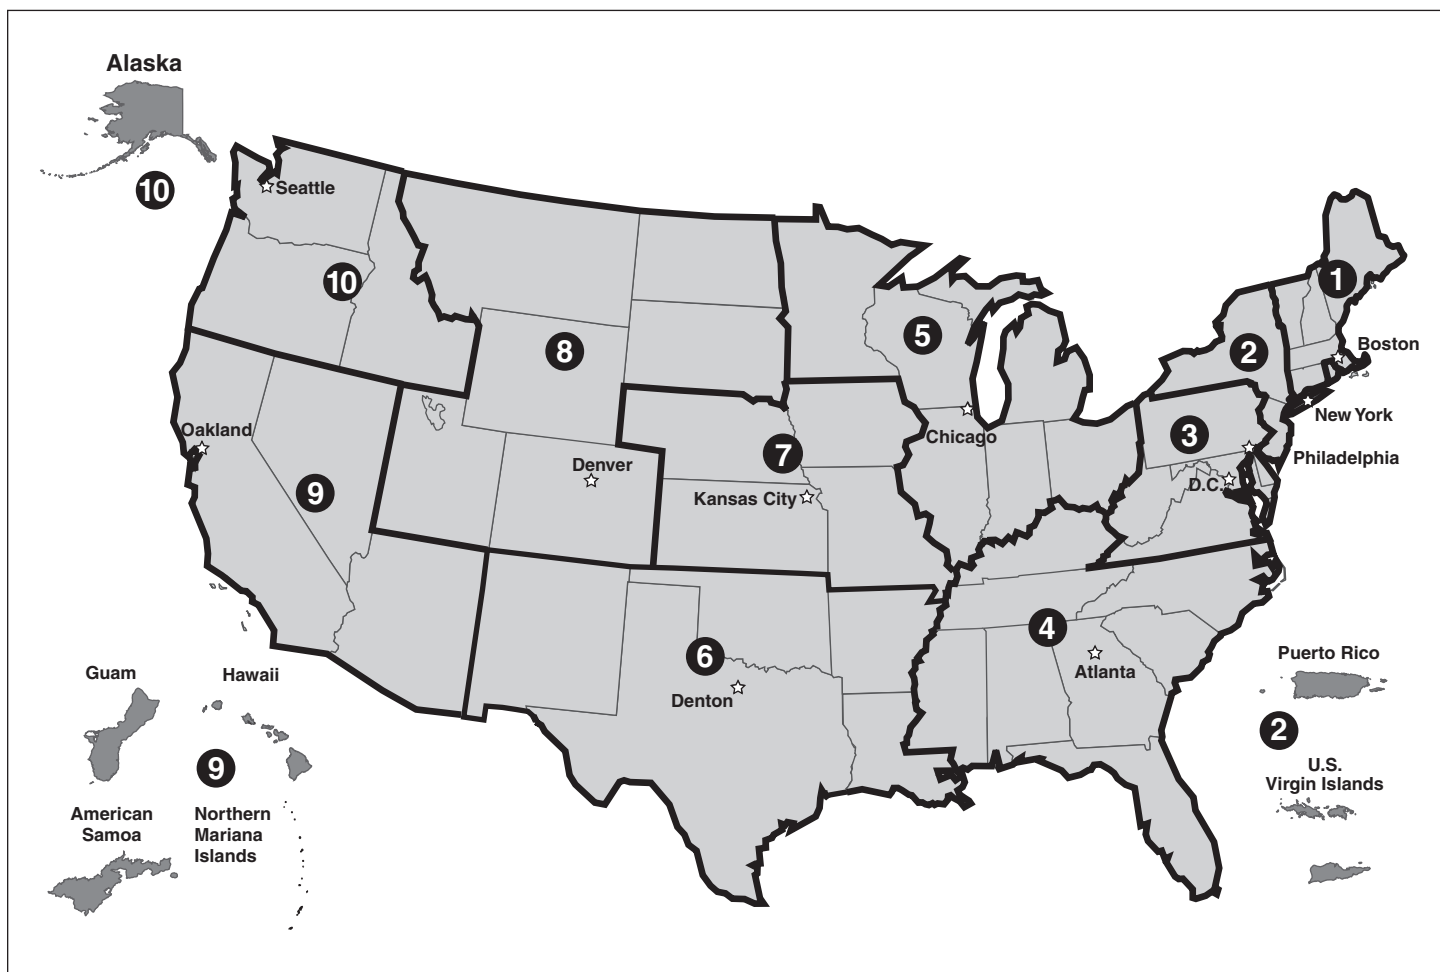 Alaska
10
Seattle
10
1
5
Boston
8
2
New York
Oakland
Chicago
3
7
Philadelphia
Denver
D.C.
9
Kansas City
4
6
Puerto Rico
Guam
Hawaii
Atlanta
Denton
2
9
U.S.
Virgin Islands
American
Samoa
Northern
Mariana
Islands